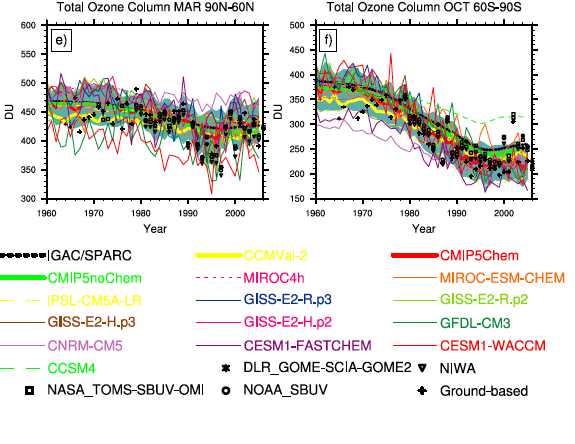 Total Ozone Column MAR 90N-60N
Total Ozone Column OCT 60S-90S
600
550
500
450
400
350
300
DU
e)
1960
1970
1980
1990
2000
Year
500
450
400
350
300
250
200
150
DU
f)
1960
1970
1980
1990
2000
Year
IGAC/SPARC
CCMVal-2
CMIP5Chem
CMIP5noChem
MIROC4h
MIROC-ESM-CHEM
IPSL-CM5A-LR
GISS-E2-R.p3
GISS-E2-R.p2
GISS-E2-H.p3
GISS-E2-H.p2
GFDL-CM3
CNRM-CM5
CESM1-FASTCHEM
CESM1-WACCM
CCSM4
DLR_GOME-SCIA-GOME2
NIWA
NASA_TOMS-SBUV-OMI
NOAA_SBUV
Ground-based